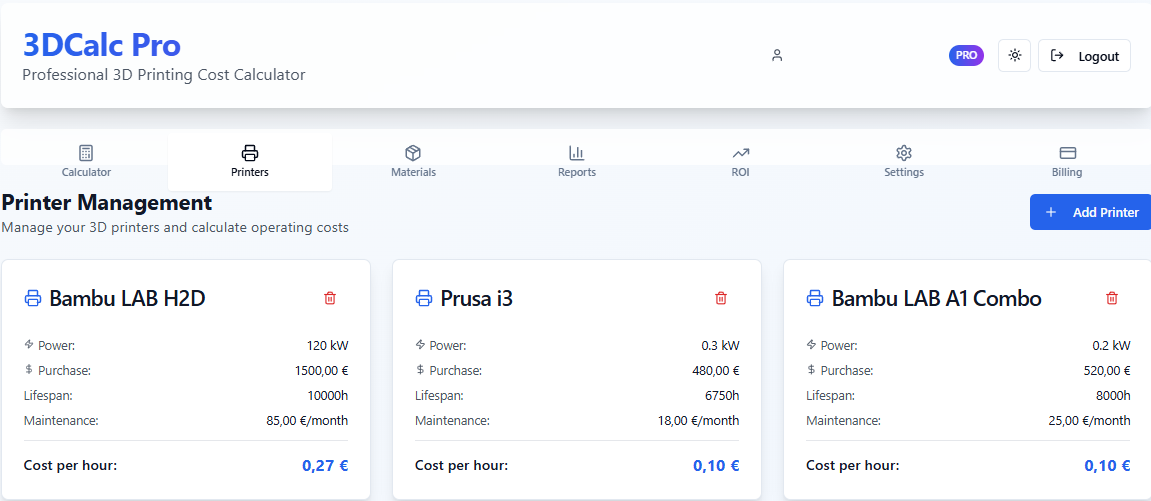 3DCalc Pro
Professional 3D Printing Cost Calculator
PRO
Logout
Calculator
Printers
Materials
Reports
ROI
Settings
Billing
Printer Management
Manage your 3D printers and calculate operating costs
+ Add Printer
Bambu LAB H2D
Power: 120 kW
$ Purchase: 1500,00 €
Lifespan: 10000h
Maintenance: 85,00 €/month
Cost per hour: 0,27 €
Prusa i3
Power: 0.3 kW
$ Purchase: 480,00 €
Lifespan: 6750h
Maintenance: 18,00 €/month
Cost per hour: 0,10 €
Bambu LAB A1 Combo
Power: 0.2 kW
$ Purchase: 520,00 €
Lifespan: 8000h
Maintenance: 25,00 €/month
Cost per hour: 0,10 €